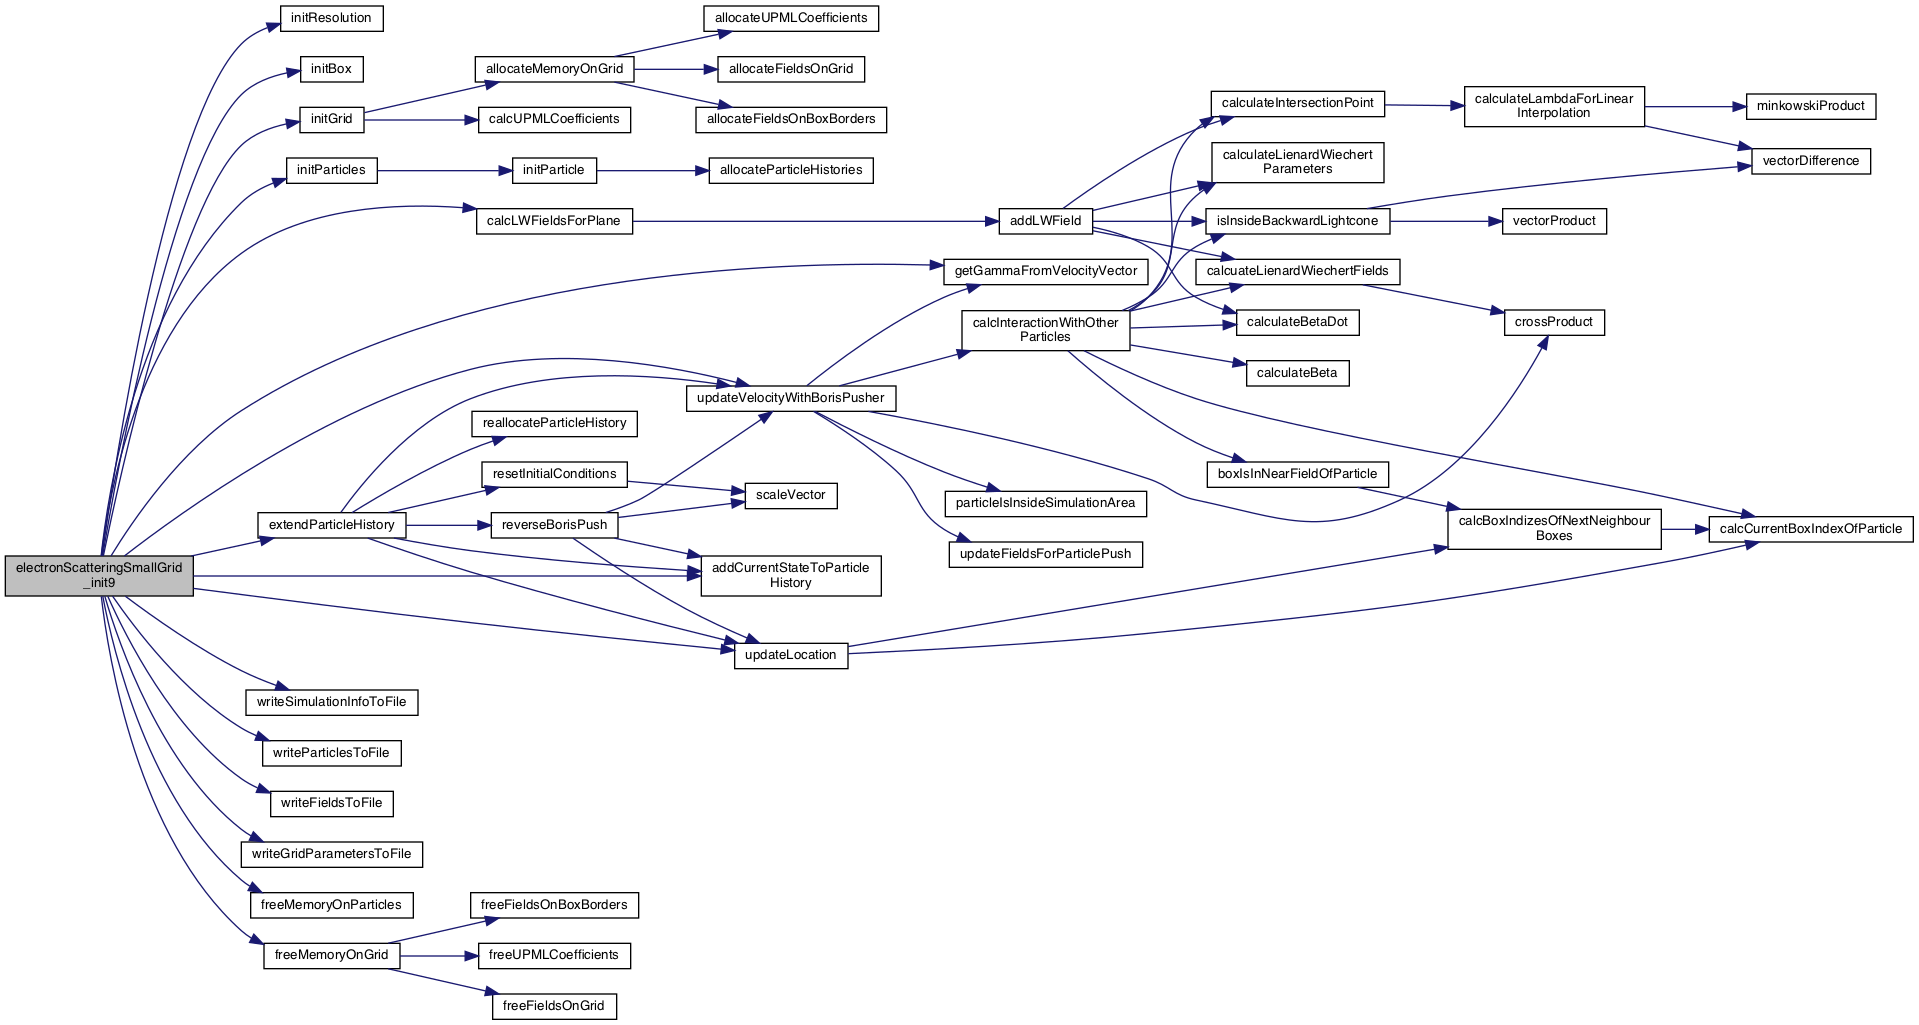 initResolution
allocateUPMLCoefficients
initBox
allocateMemoryOnGrid
allocateFieldsOnGrid
initGrid
calcUPMLCoefficients
allocateFieldsOnBoxBorders
calculateIntersectionPoint
calculateLambdaForLinear
Interpolation
minkowskiProduct
initParticles
initParticle
allocateParticleHistories
calculateLienardWiechert
Parameters
vectorDifference
calcLWFieldsForPlane
addLWField
isInsideBackwardLightcone
vectorProduct
getGammaFromVelocityVector
calcuateLienardWiechertFields
calcInteractionWithOther
Particles
calculateBetaDot
crossProduct
calculateBeta
updateVelocityWithBorisPusher
reallocateParticleHistory
resetInitialConditions
scaleVector
boxIsInNearFieldOfParticle
particleIsInsideSimulationArea
extendParticleHistory
reverseBorisPush
calcBoxIndizesOfNextNeighbour
Boxes
calcCurrentBoxIndexOfParticle
updateFieldsForParticlePush
electronScatteringSmallGrid
_init9
addCurrentStateToParticle
History
updateLocation
writeSimulationInfoToFile
writeParticlesToFile
writeFieldsToFile
writeGridParametersToFile
freeMemoryOnParticles
freeFieldsOnBoxBorders
freeMemoryOnGrid
freeUPMLCoefficients
freeFieldsOnGrid